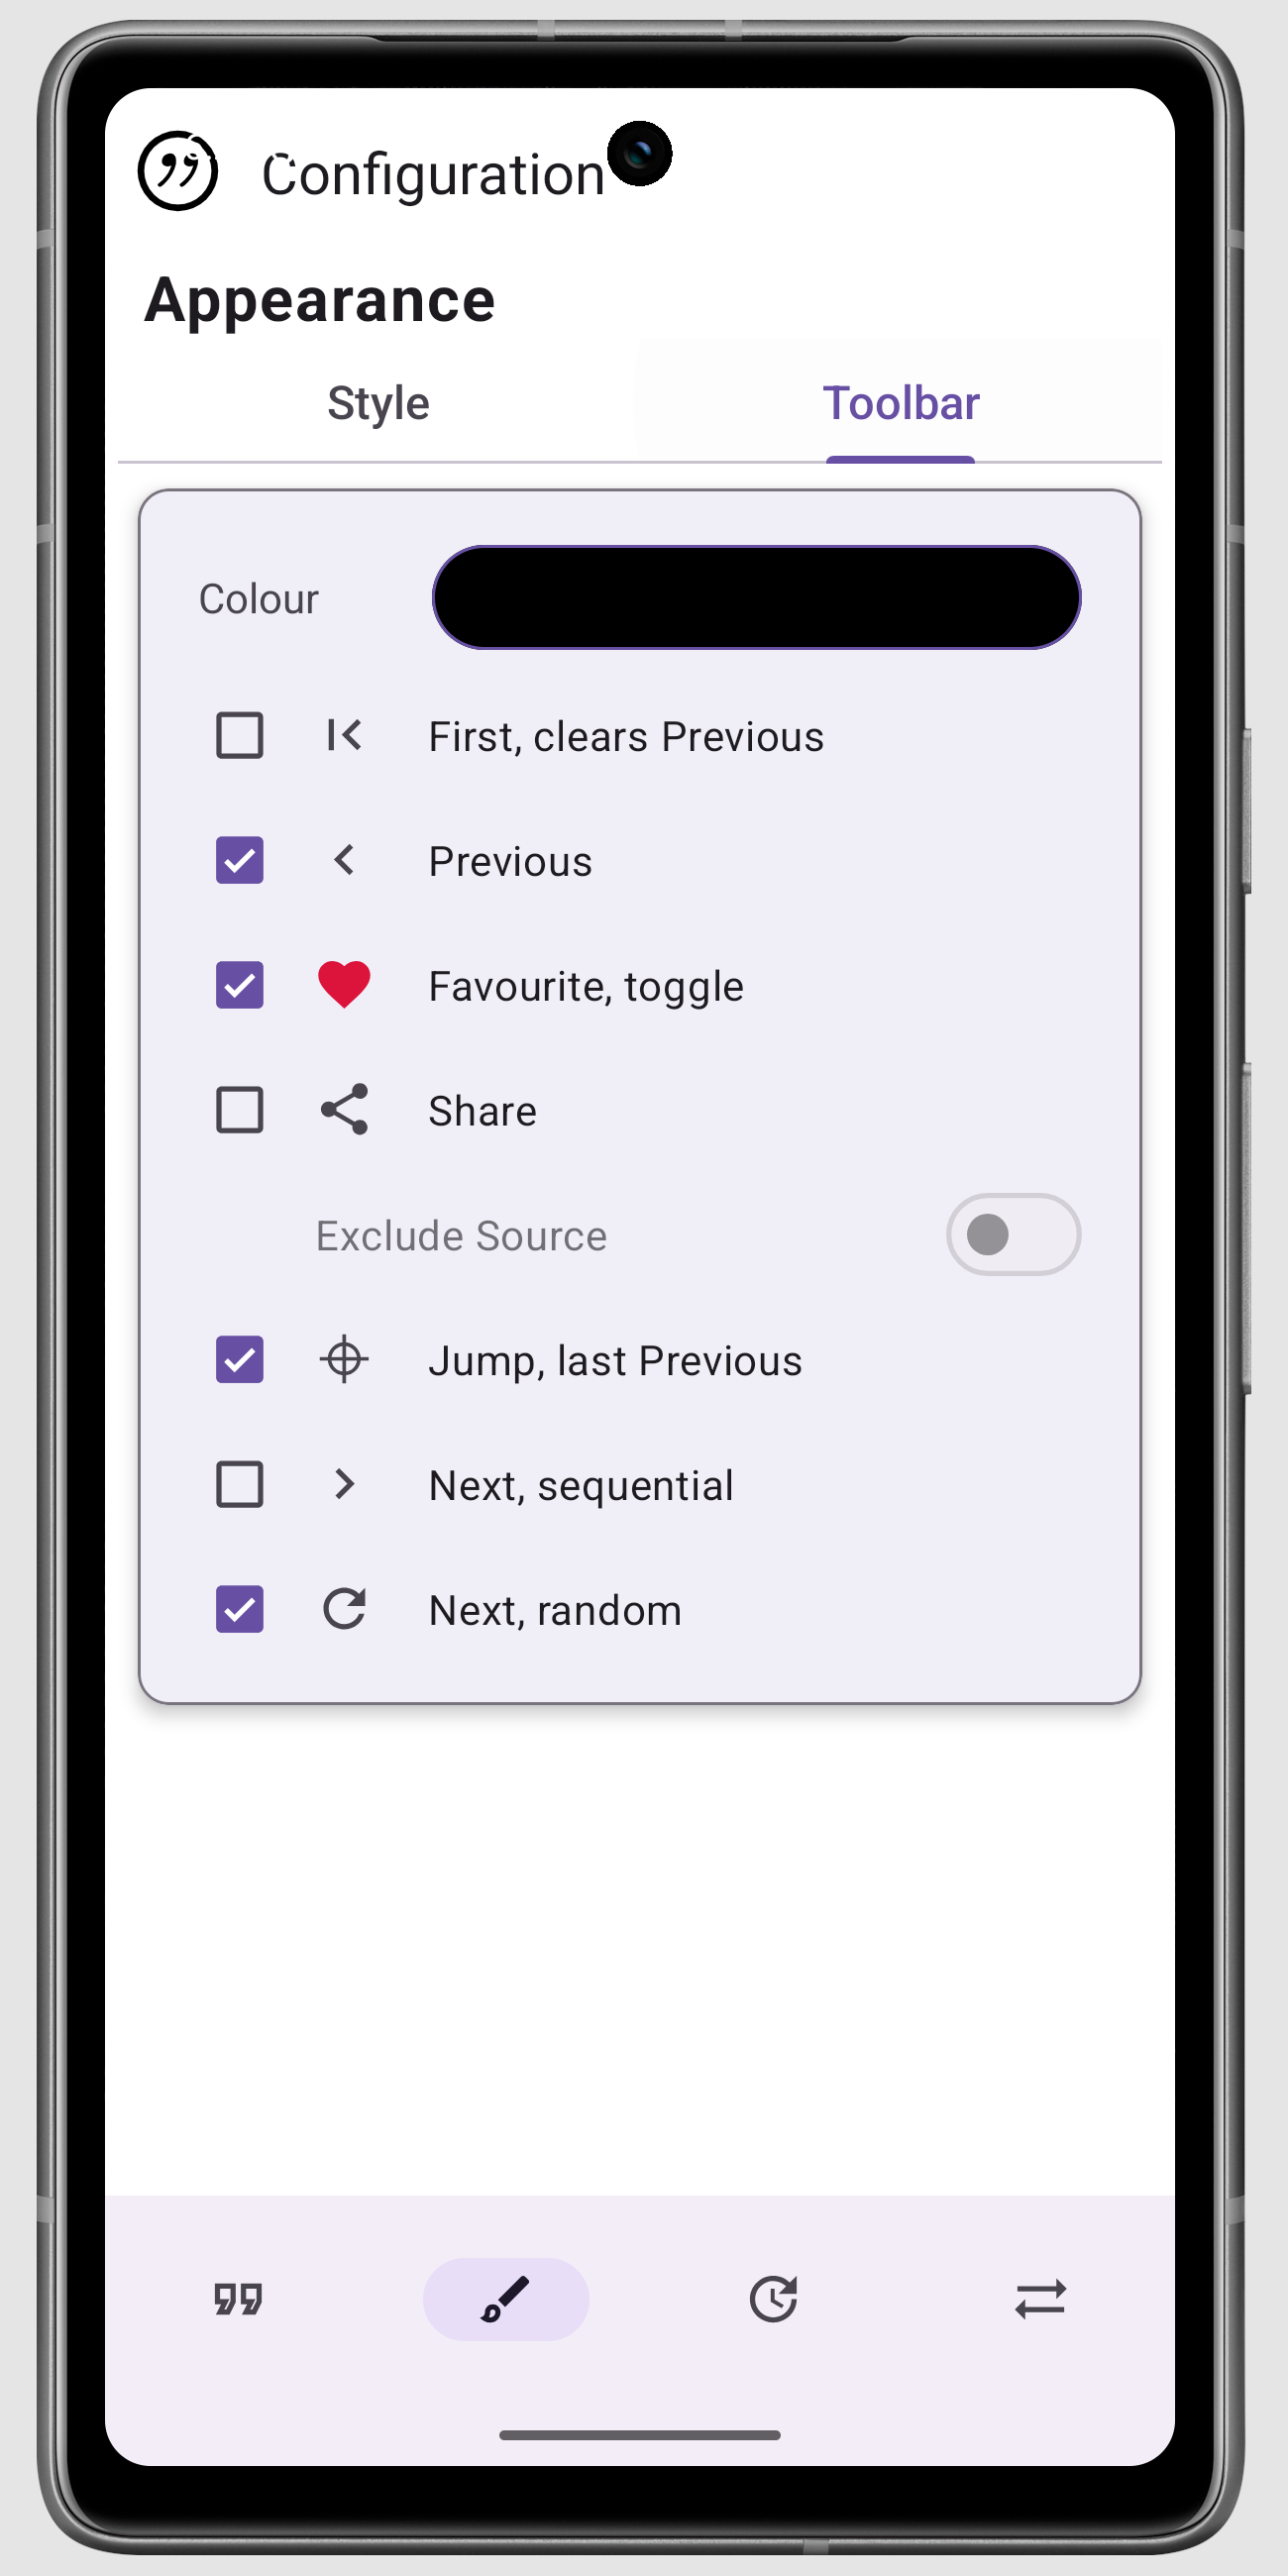 Configuration
Appearance
Style Toolbar
Colour
First, clears Previous
Previous
Favourite, toggle
Share
Exclude Source
Jump, last Previous
Next, sequential
Next, random